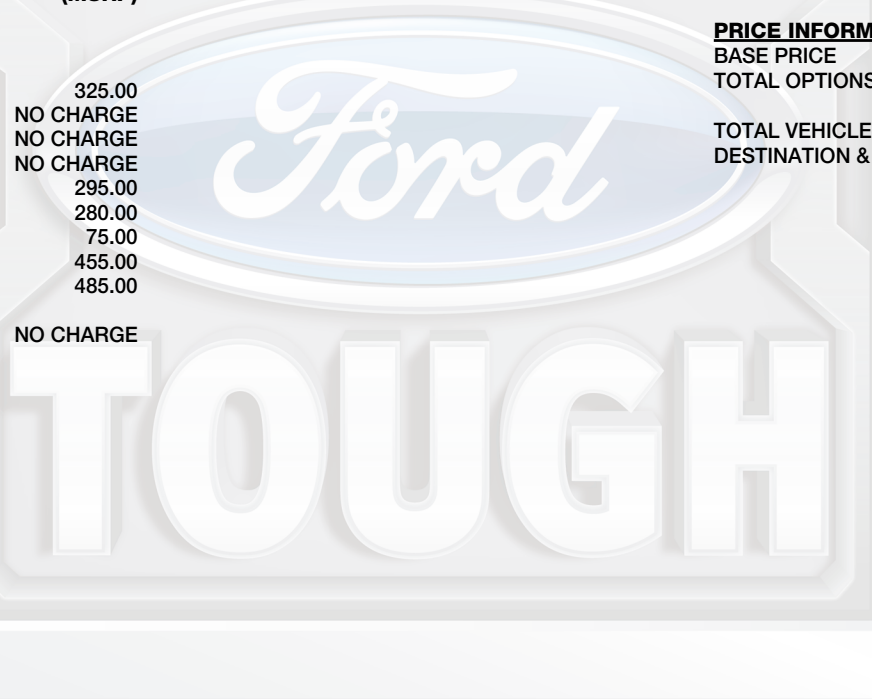 (MSRP)
325.00
NO CHARGE
NO CHARGE
NO CHARGE
295.00
280.00
75.00
455.00
485.00
NO CHARGE
PRICE INFORM
BASE PRICE
TOTAL OPTIONS
TOTAL VEHICLE
DESTINATION &
Ford
TOUGH